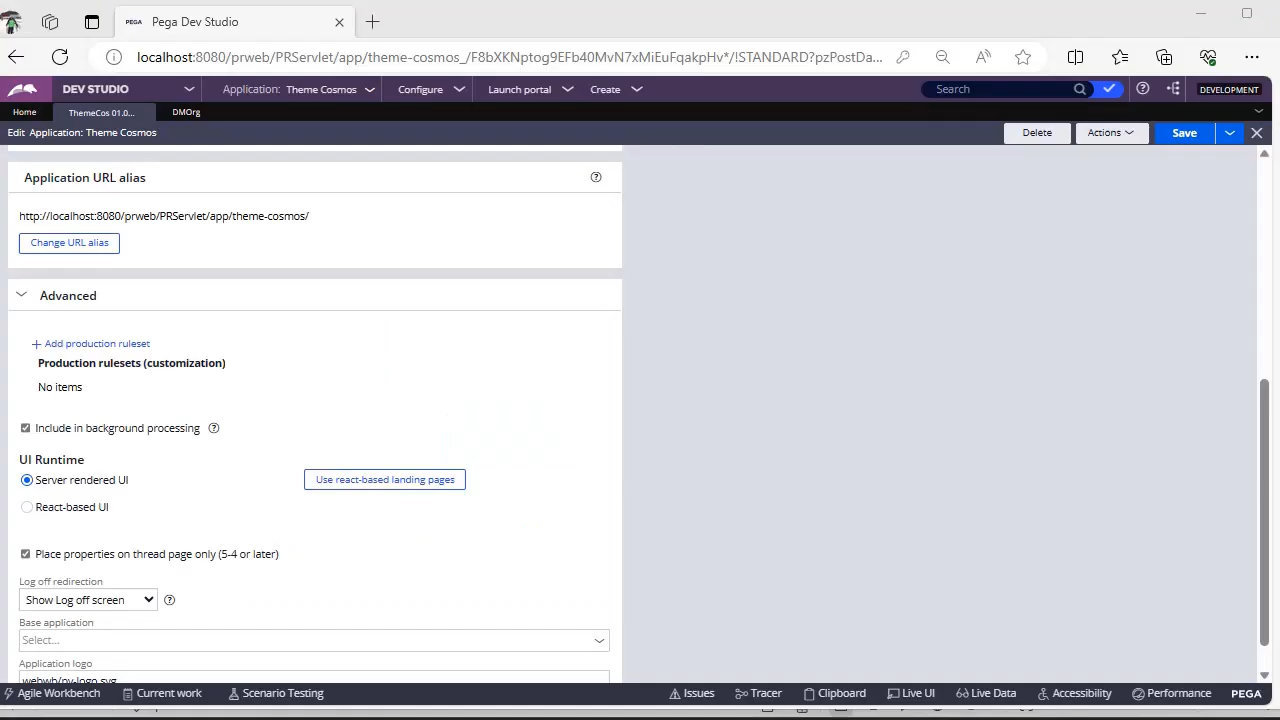 PEGA Pega Dev Studio
localhost:8080/prweb/PRServlet/app/theme-cosmos_/F8bXKNptog9EFb40MvN7xMiEuFqakpHv*/!STANDARD?pzPostDa...
DEV STUDIO Application: Theme Cosmos Configure Launch portal Create Search DEVELOPMENT
Home ThemeCos 01.0... DMOrg
Edit Application: Theme Cosmos Delete Actions Save
Application URL alias
http://localhost:8080/prweb/PRServlet/app/theme-cosmos/
Change URL alias
Advanced
+ Add production ruleset
Production rulesets (customization)
No items
Include in background processing
UI Runtime
Server rendered UI Use react-based landing pages
React-based UI
Place properties on thread page only (5-4 or later)
Log off redirection
Show Log off screen
Base application
Select...
Application logo
webwb/py-logo.svg
Agile Workbench Current work Scenario Testing Issues Tracer Clipboard Live UI Live Data Accessibility Performance PEGA